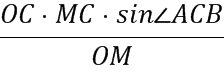 OC · MC · sin∠ACB
OM